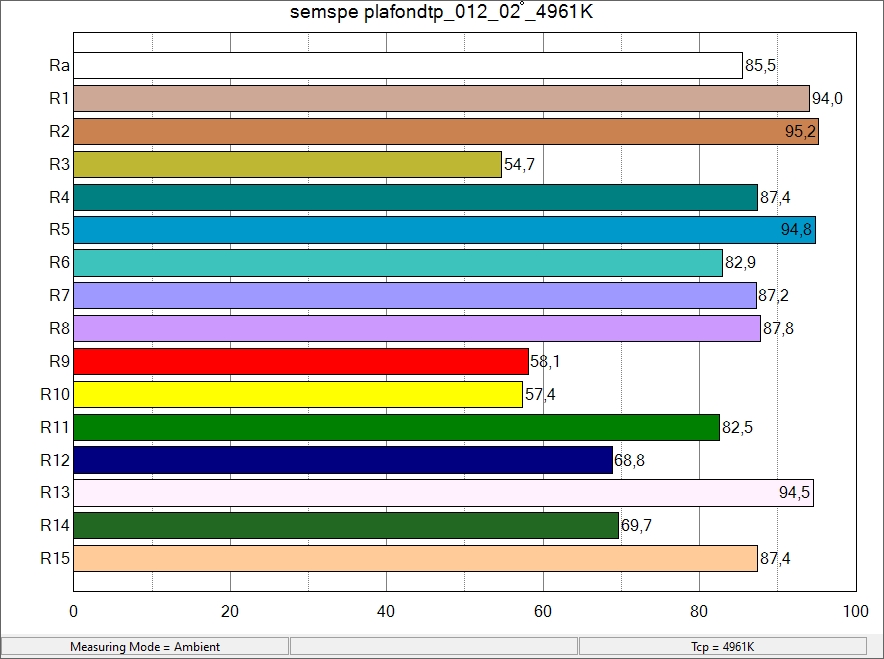 semspe plafondtp_012_02°_4961K
Ra 85,5
R1 94,0
R2 95,2
R3 54,7
R4 87,4
R5 94,8
R6 82,9
R7 87,2
R8 87,8
R9 58,1
R10 57,4
R11 82,5
R12 68,8
R13 94,5
R14 69,7
R15 87,4
0 20 40 60 80 100
Measuring Mode = Ambient Tcp = 4961K